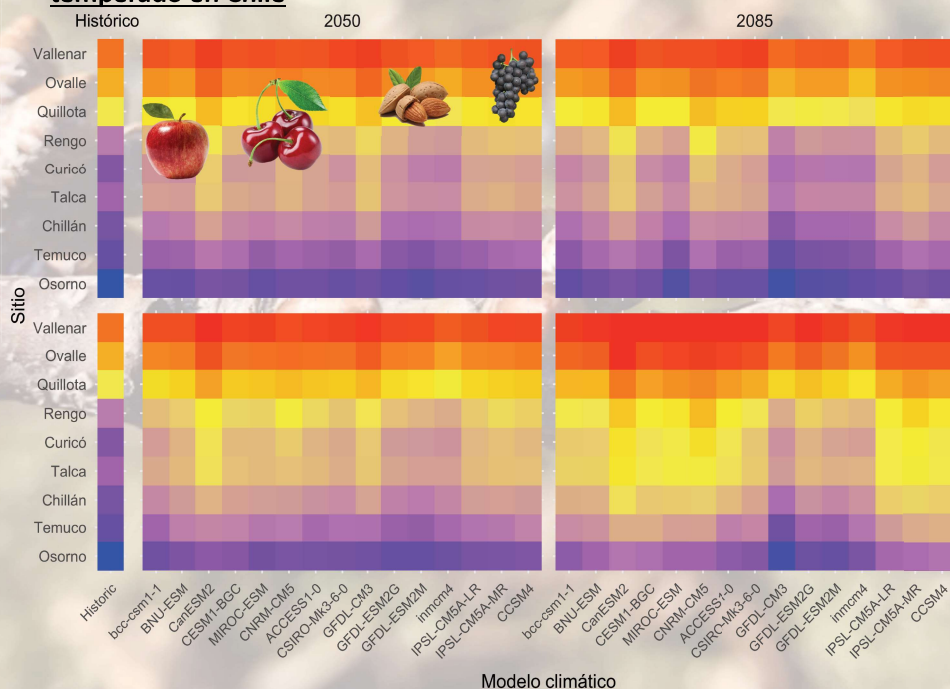 temperado en Chile
Histórico 2050 2085
Vallenar
Ovalle
Quillota
Rengo
Curicó
Talca
Chillán
Temuco
Osorno
Sitio
Vallenar
Ovalle
Quillota
Rengo
Curicó
Talca
Chillán
Temuco
Osorno
Historic
bcc-csm1-1
BNU-ESM
CanESM2
CESM1-BGC
MIROC-ESM
CNRM-CM5
ACCESS1-0
CSIRO-Mk3-6-0
GFDL-CM3
GFDL-ESM2G
GFDL-ESM2M
inmcm4
IPSL-CM5A-LR
IPSL-CM5A-MR
CCSM4
bcc-csm1-1
BNU-ESM
CanESM2
CESM1-BGC
MIROC-ESM
CNRM-CM5
ACCESS1-0
CSIRO-Mk3-6-0
GFDL-CM3
GFDL-ESM2G
GFDL-ESM2M
inmcm4
IPSL-CM5A-LR
IPSL-CM5A-MR
CCSM4
Modelo climático